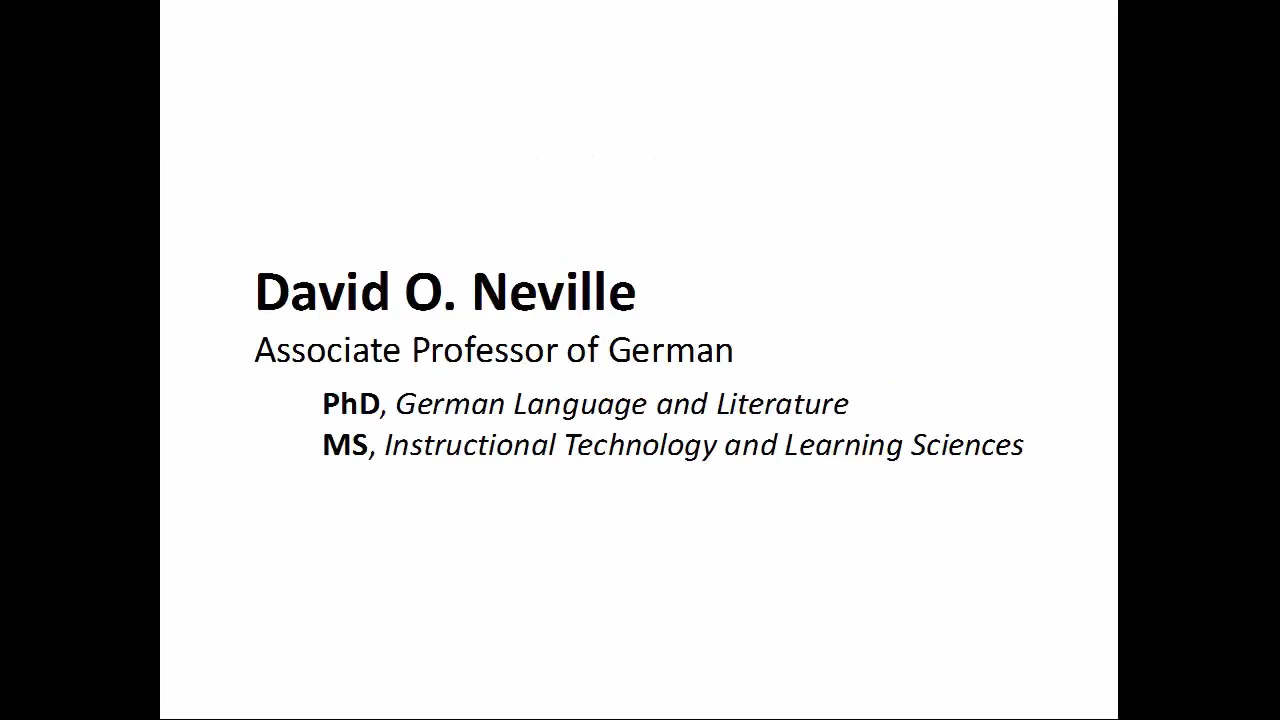 David O. Neville
Associate Professor of German
PhD, German Language and Literature
MS, Instructional Technology and Learning Sciences